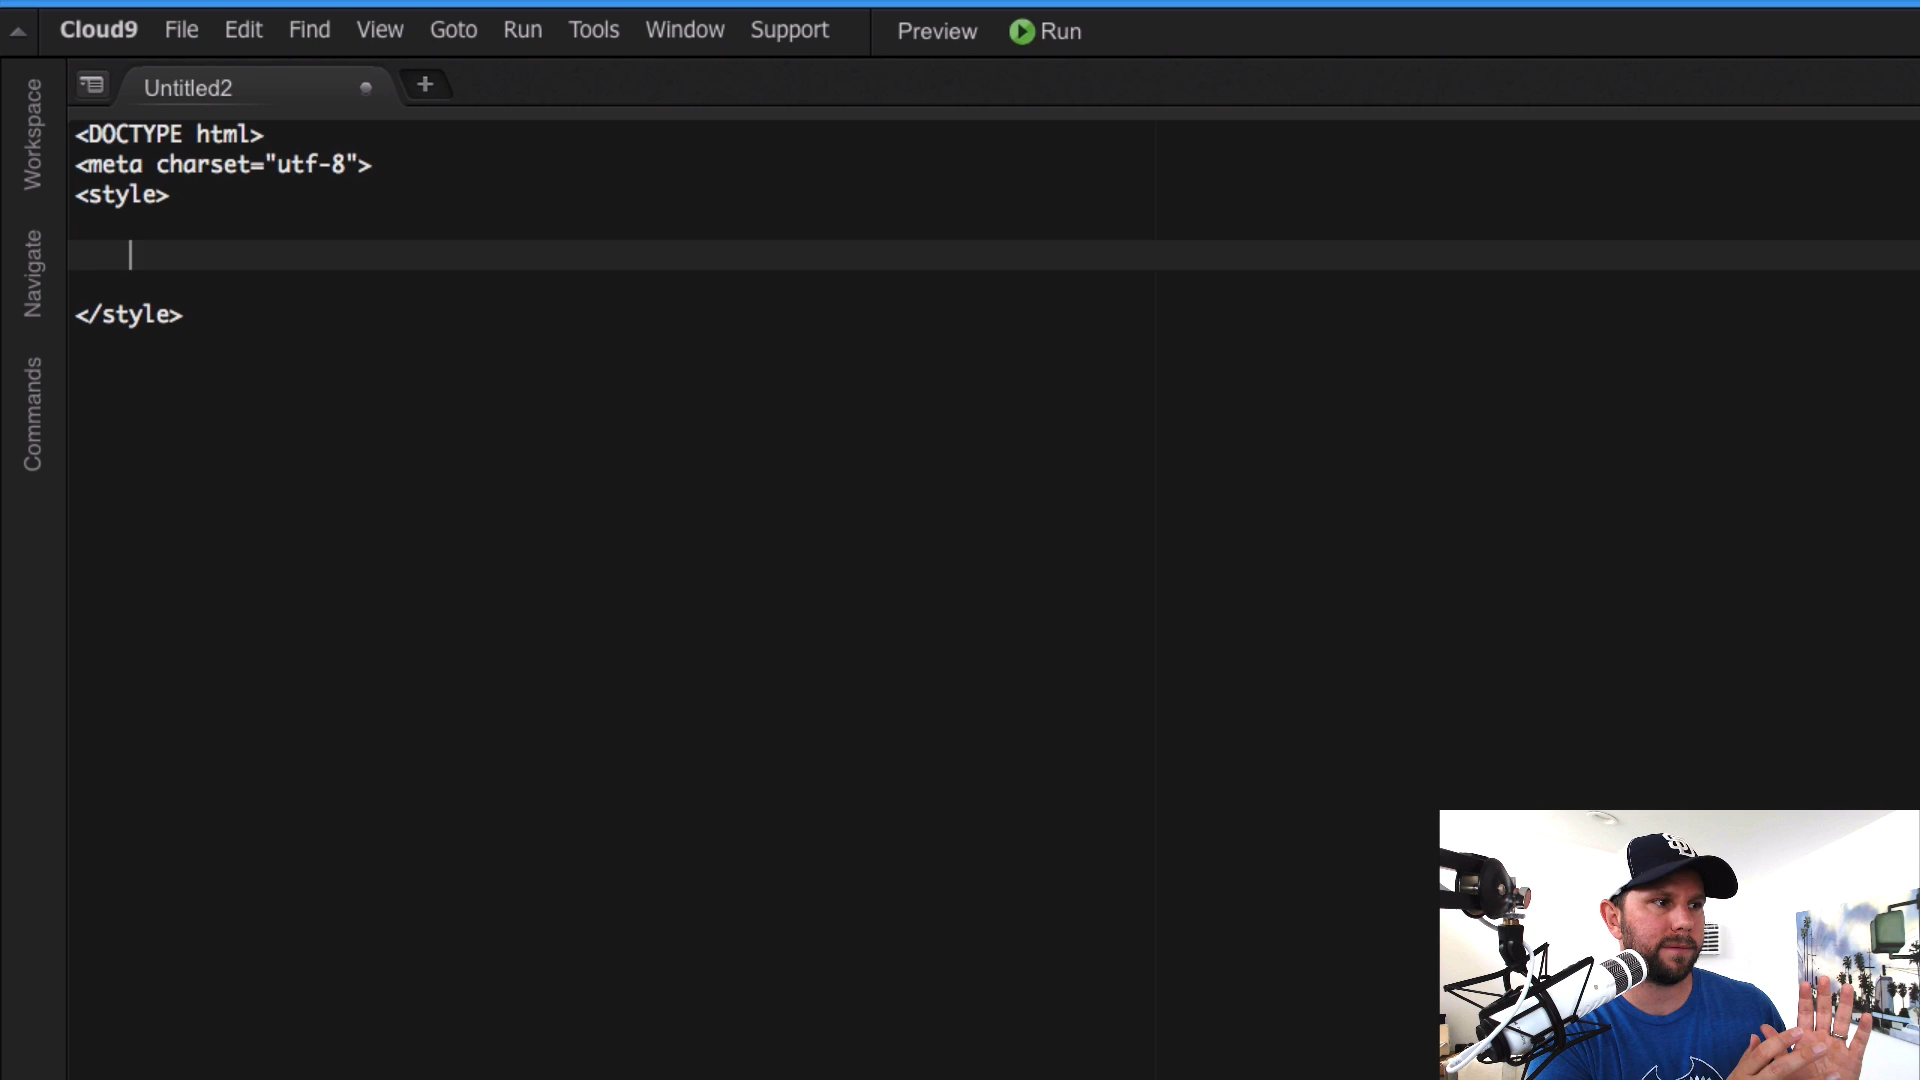 Cloud9 File Edit Find View Goto Run Tools Window Support Preview Run
Workspace
Navigate
Commands
Untitled2
<DOCTYPE html>
<meta charset="utf-8">
<style>
</style>